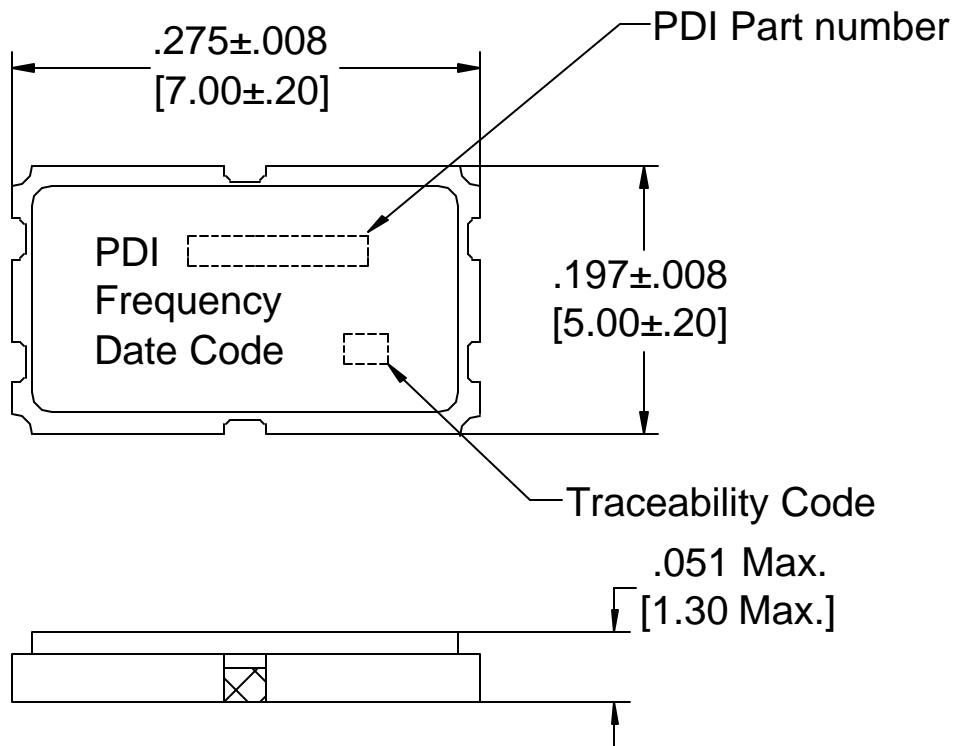 .275±.008
[7.00±.20]
PDI Part number
PDI
Frequency
Date Code
.197±.008
[5.00±.20]
Traceability Code
.051 Max.
[1.30 Max.]